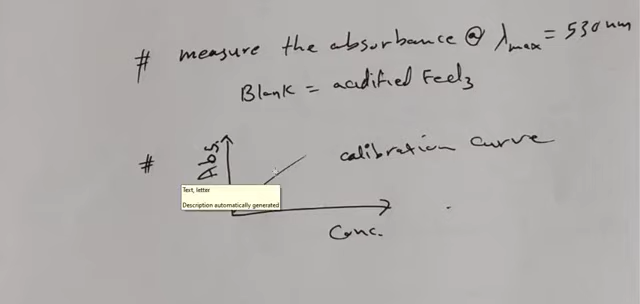 # measure the absorbance @ λmax = 530 nm
Blank = acidified FeCl3
# Abs. calibration curve
Text, letter
Description automatically generated
Conc.